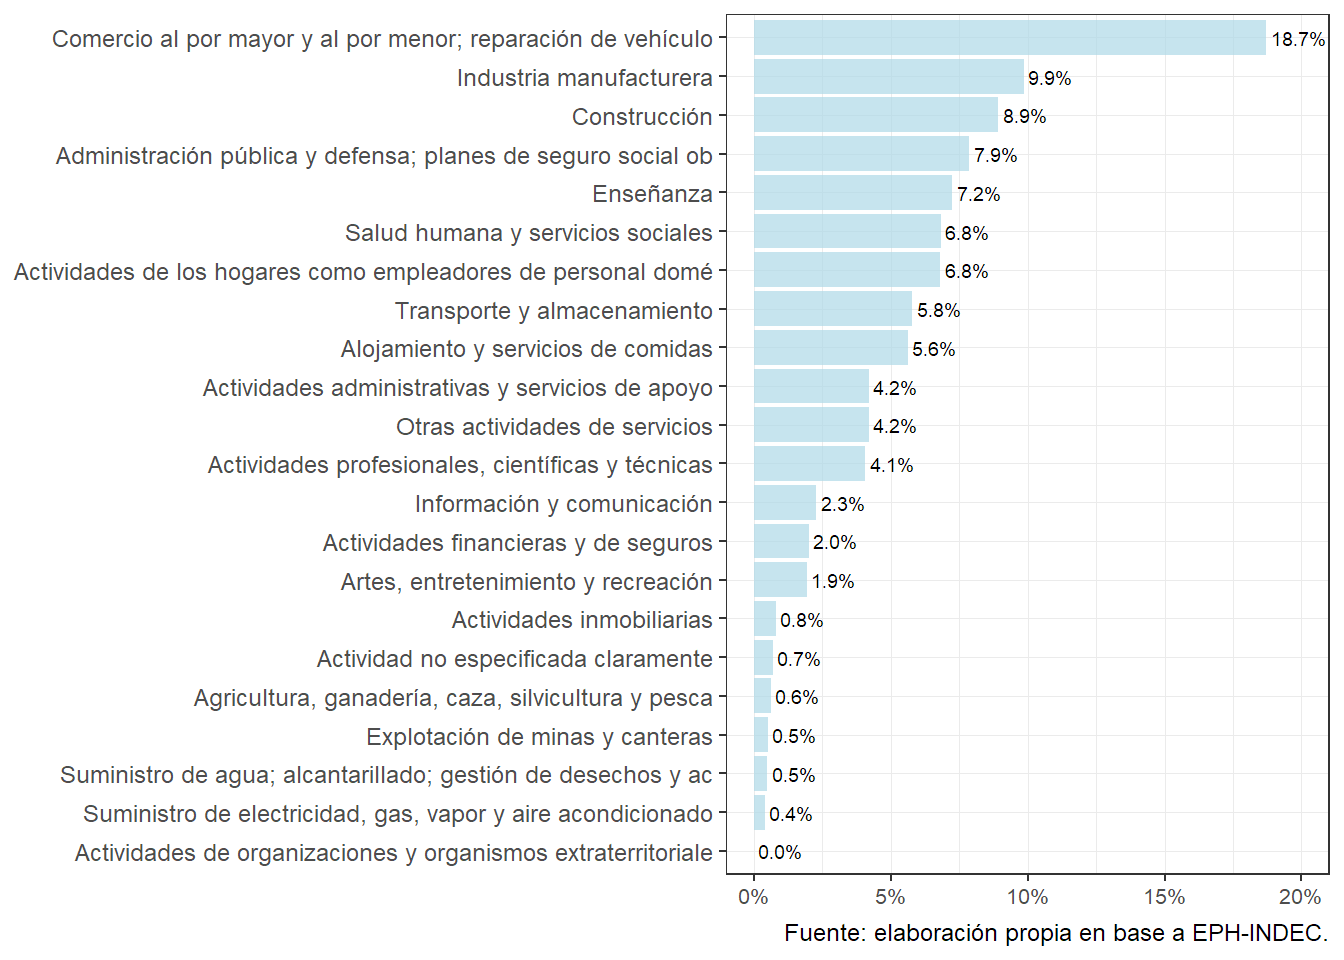 Comercio al por mayor y al por menor; reparación de vehículo 18.7%
Industria manufacturera 9.9%
Construcción 8.9%
Administración pública y defensa; planes de seguro social ob 7.9%
Enseñanza 7.2%
Salud humana y servicios sociales 6.8%
Actividades de los hogares como empleadores de personal domé 6.8%
Transporte y almacenamiento 5.8%
Alojamiento y servicios de comidas 5.6%
Actividades administrativas y servicios de apoyo 4.2%
Otras actividades de servicios 4.2%
Actividades profesionales, científicas y técnicas 4.1%
Información y comunicación 2.3%
Actividades financieras y de seguros 2.0%
Artes, entretenimiento y recreación 1.9%
Actividades inmobiliarias 0.8%
Actividad no especificada claramente 0.7%
Agricultura, ganadería, caza, silvicultura y pesca 0.6%
Explotación de minas y canteras 0.5%
Suministro de agua; alcantarillado; gestión de desechos y ac 0.5%
Suministro de electricidad, gas, vapor y aire acondicionado 0.4%
Actividades de organizaciones y organismos extraterritoriale 0.0%
0% 5% 10% 15% 20%
Fuente: elaboración propia en base a EPH-INDEC.